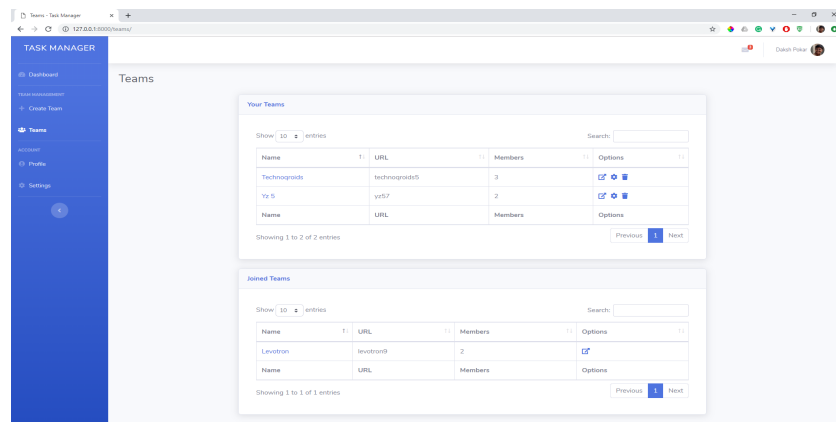 Teams - Task Manager
127.0.0.1:8000/teams/
TASK MANAGER
Daksh Pokar
Dashboard
TEAM MANAGEMENT
Create Team
Teams
ACCOUNT
Profile
Settings
Teams
Your Teams
Show 10 entries Search:
Name URL Members Options
Technoqroids technoqroids5 3
Yz 5 yz57 2
Name URL Members Options
Showing 1 to 2 of 2 entries Previous 1 Next
Joined Teams
Show 10 entries Search:
Name URL Members Options
Levotron levotron9 2
Name URL Members Options
Showing 1 to 1 of 1 entries Previous 1 Next